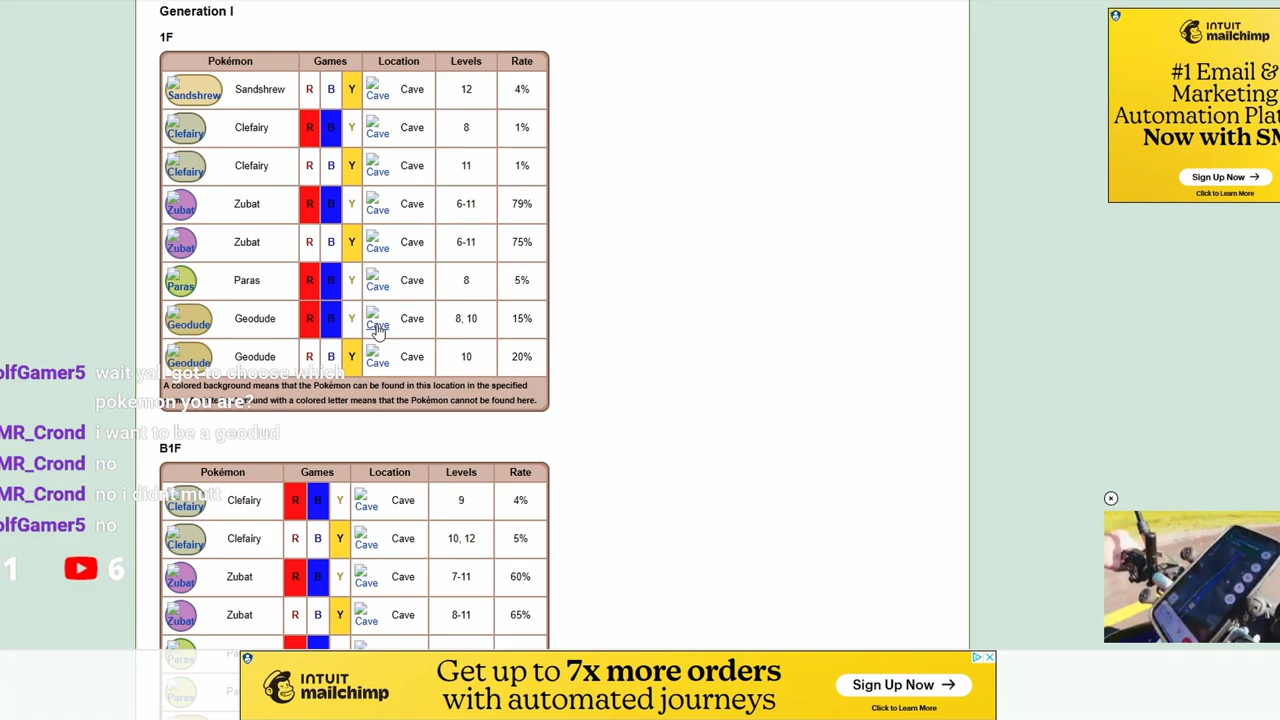 Generation I
1F
Pokémon Games Location Levels Rate
Sandshrew Sandshrew R B Y Cave Cave 12 4%
Clefairy Clefairy R B Y Cave Cave 8 1%
Clefairy Clefairy R B Y Cave Cave 11 1%
Zubat Zubat R B Y Cave Cave 6-11 79%
Zubat Zubat R B Y Cave Cave 6-11 75%
Paras Paras R B Y Cave Cave 8 5%
Geodude Geodude R B Y Cave Cave 8, 10 15%
Geodude Geodude R B Y Cave Cave 10 20%
A colored background means that the Pokémon can be found in this location in the specified
with a colored letter means that the Pokémon cannot be found here.
olfGamer5 wait yall got to choose which
pokemon you are?
MR_Crond i want to be a geodud
MR_Crond no
MR_Crond no i didnt mutt
olfGamer5 no
1 6
B1F
Pokémon Games Location Levels Rate
Clefairy Clefairy R B Y Cave Cave 9 4%
Clefairy Clefairy R B Y Cave Cave 10, 12 5%
Zubat Zubat R B Y Cave Cave 7-11 60%
Zubat Zubat R B Y Cave Cave 8-11 65%
Paras Pa
Paras Pa
INTUIT
mailchimp
#1 Email &
Marketing
Automation Plat
Now with SM
Sign Up Now →
Click to Learn More
INTUIT
mailchimp
Get up to 7x more orders
with automated journeys
Sign Up Now →
Click to Learn More